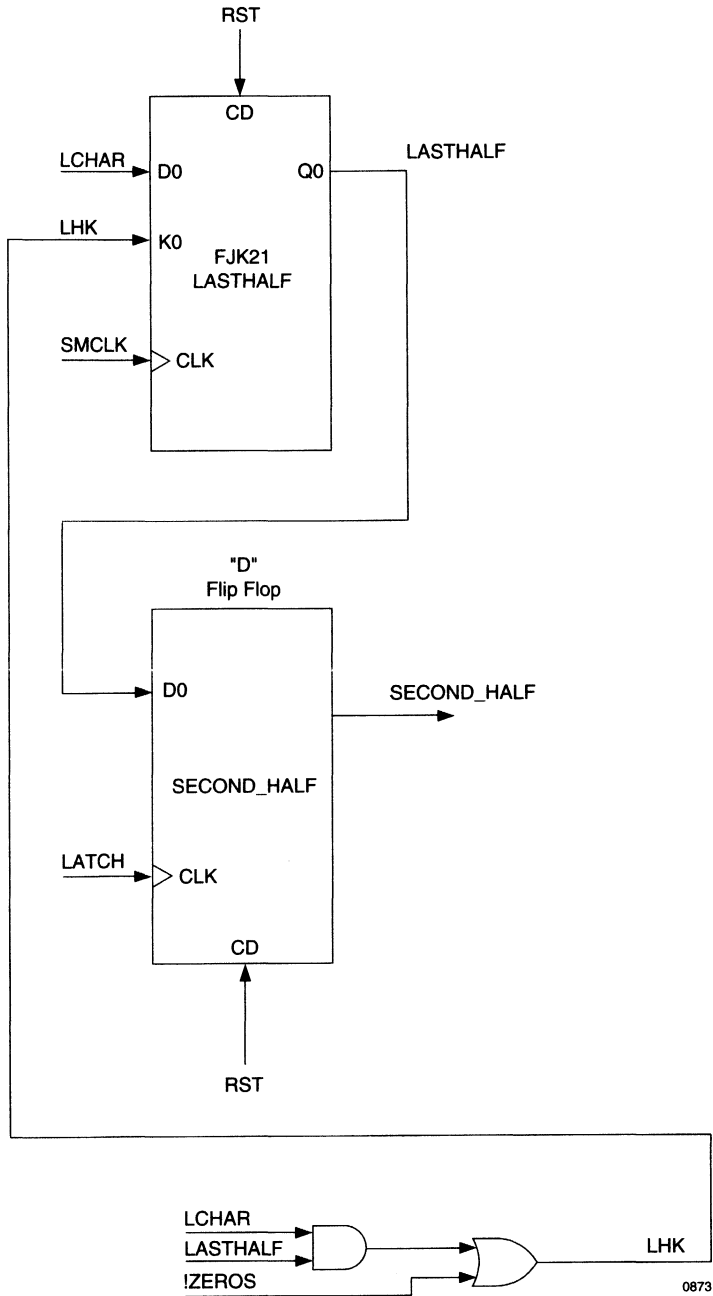 RST
CD
LCHAR
D0
Q0
LASTHALF
LHK
K0
FJK21
LASTHALF
SMCLK
CLK
"D"
Flip Flop
D0
SECOND_HALF
SECOND_HALF
LATCH
CLK
CD
RST
LCHAR
LASTHALF
!ZEROS
LHK
0873